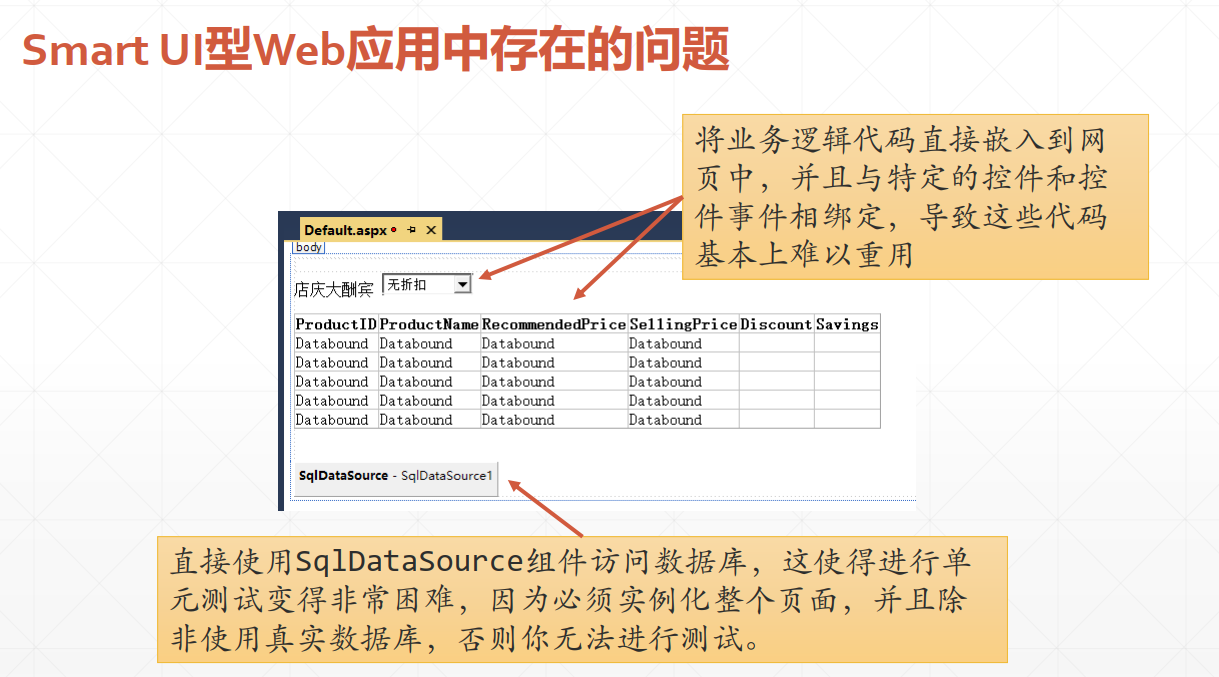 Smart UI型Web应用中存在的问题
将业务逻辑代码直接嵌入到网
页中，并且与特定的控件和控
件事件相绑定，导致这些代码
基本上难以重用
Default.aspx
body
店庆大酬宾 无折扣
ProductID ProductName RecommendedPrice SellingPrice Discount Savings
Databound Databound Databound Databound
Databound Databound Databound Databound
Databound Databound Databound Databound
Databound Databound Databound Databound
Databound Databound Databound Databound
SqlDataSource - SqlDataSource1
直接使用SqlDataSource组件访问数据库，这使得进行单
元测试变得非常困难，因为必须实例化整个页面，并且除
非使用真实数据库，否则你无法进行测试。